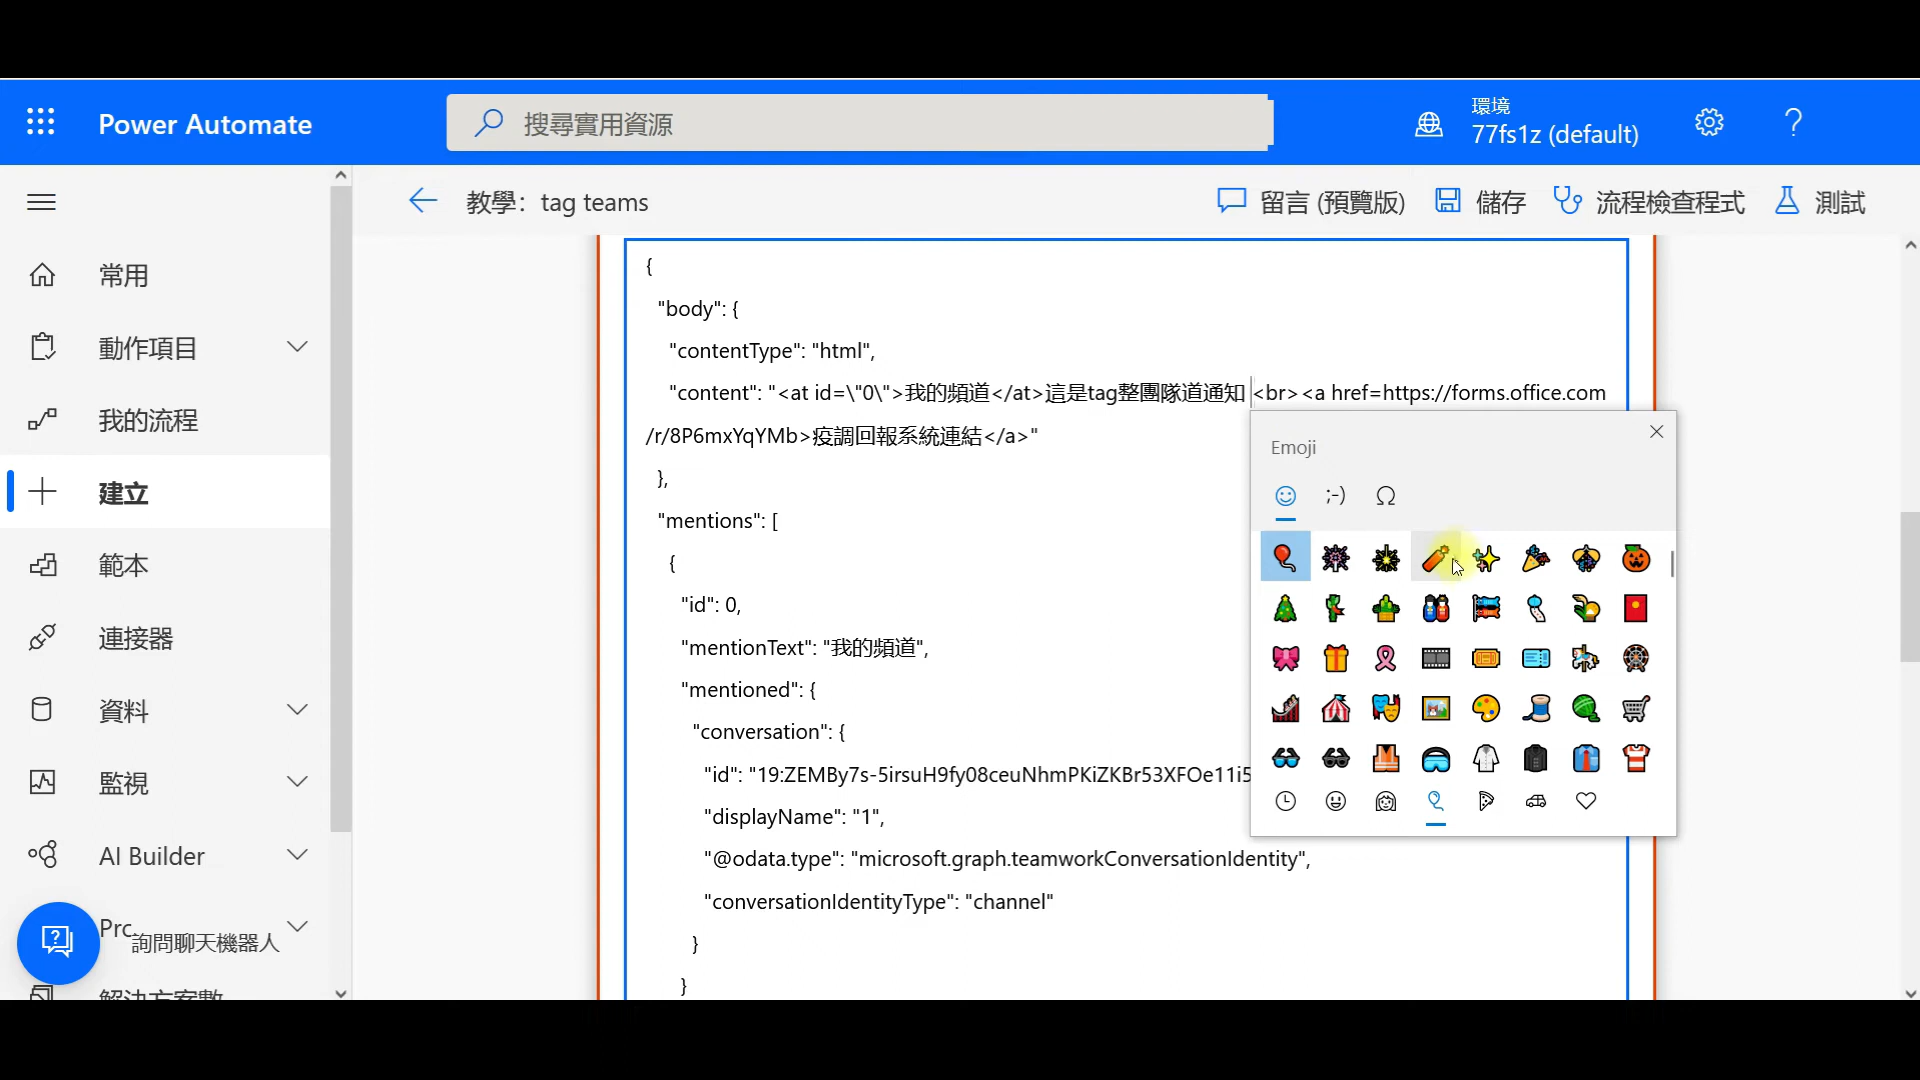 Power Automate
搜尋實用資源
環境
77fs1z (default)
教學：tag teams
留言 (預覽版)
儲存
流程檢查程式
測試
常用
動作項目
我的流程
建立
範本
連接器
資料
監視
AI Builder
Prc
詢問聊天機器人
解決方案數
{
"body": {
"contentType": "html",
"content": "<at id=\"0\">我的頻道</at>這是tag整團隊道通知 <br><a href=https://forms.office.com
/r/8P6mxYqYMb>疫調回報系統連結</a>"
},
"mentions": [
{
"id": 0,
"mentionText": "我的頻道",
"mentioned": {
"conversation": {
"id": "19:ZEMBy7s-5irsuH9fy08ceuNhmPKiZKBr53XFOe11i5
"displayName": "1",
"@odata.type": "microsoft.graph.teamworkConversationIdentity",
"conversationIdentityType": "channel"
}
}
Emoji
;-)
Ω